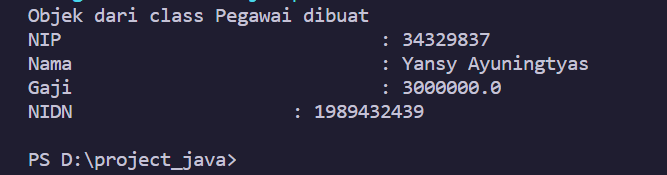 Objek dari class Pegawai dibuat
NIP : 34329837
Nama : Yansy Ayuningtyas
Gaji : 3000000.0
NIDN : 1989432439
PS D:\project_java>